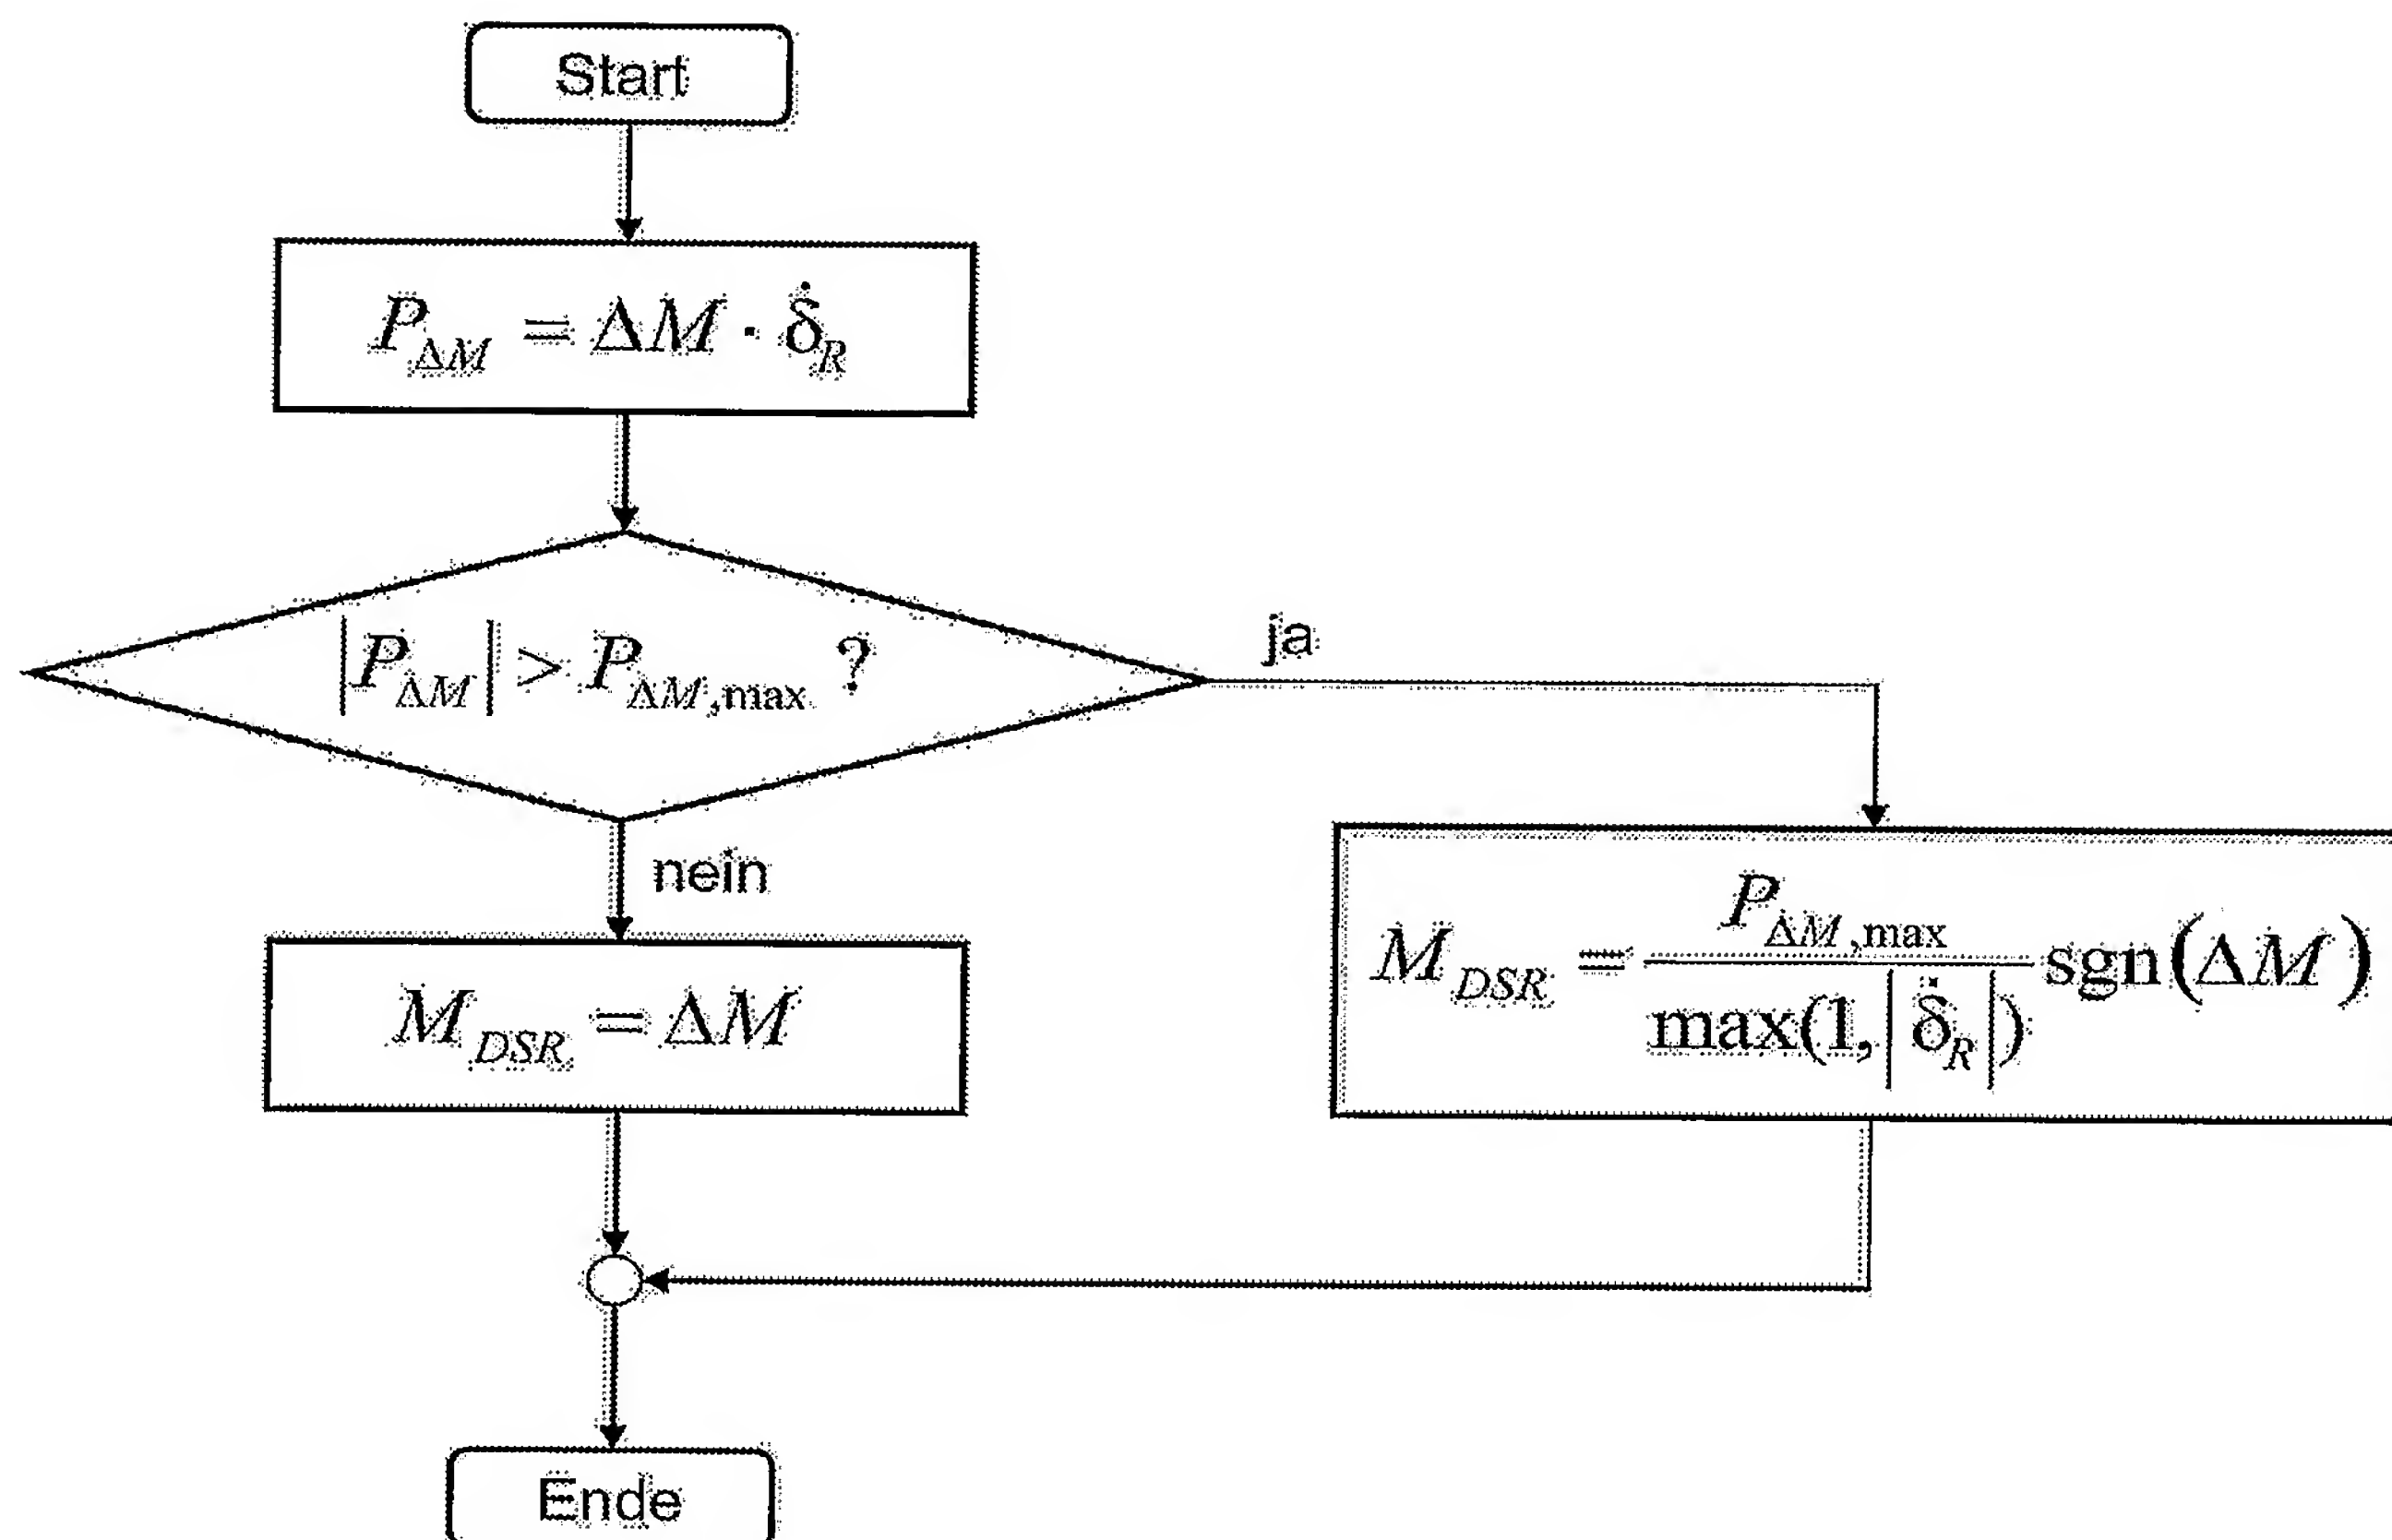 Start
P_ΔM = ΔM · δ̇_R
|P_ΔM| > P_ΔM,max ?
ja
nein
M_DSR = ΔM
M_DSR = P_ΔM,max / max(1,|δ̇_R|) sgn(ΔM)
Ende